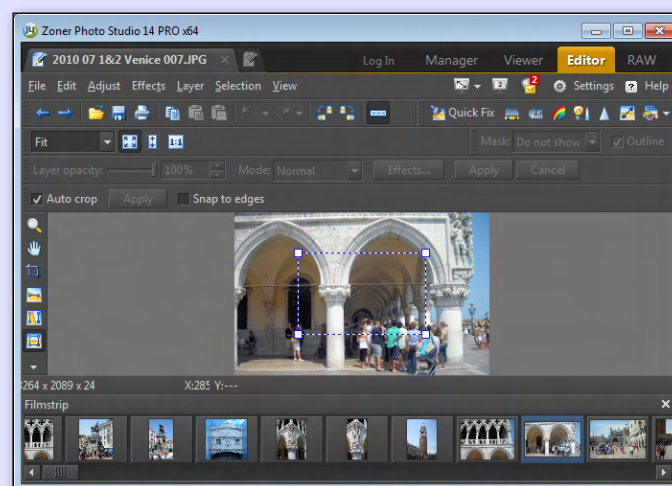 Zoner Photo Studio 14 PRO x64
2010 07 1&2 Venice 007.JPG
Log In Manager Viewer Editor RAW
File Edit Adjust Effects Layer Selection View
2 2 Settings ? Help
1:1 Quick Fix
Fit 1:1 Mask: Do not show Outline
Layer opacity: 100% Mode: Normal Effects... Apply Cancel
Auto crop Apply Snap to edges
264 x 2089 x 24 X:285 Y:---
Filmstrip